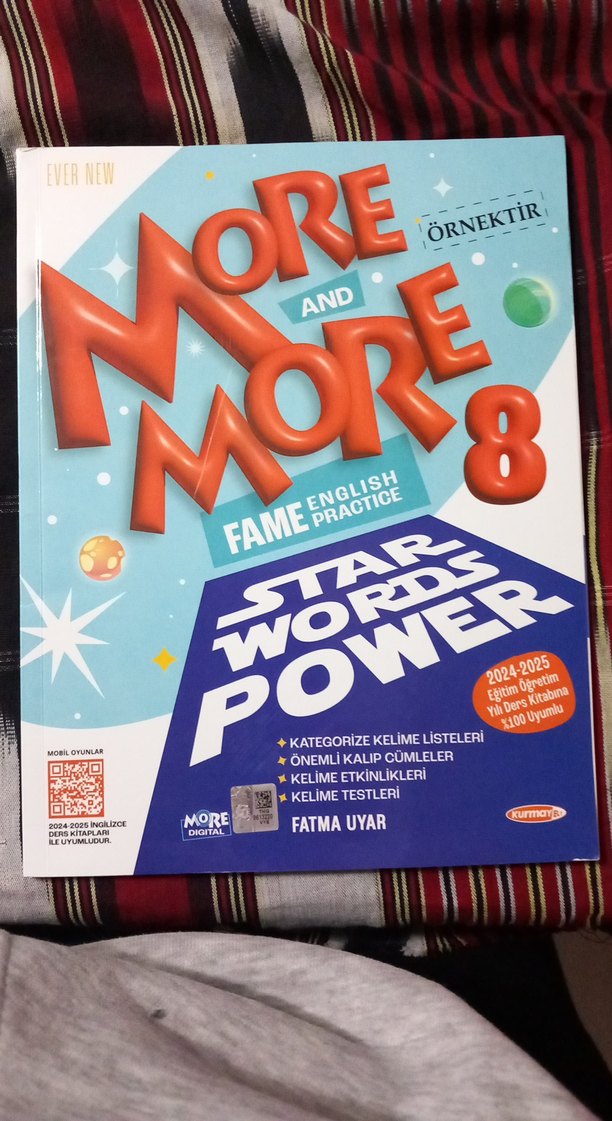 EVER NEW
MORE
AND
MORE
8
ÖRNEKTİR
FAME ENGLISH
PRACTICE
STAR
WORDS
POWER
2024-2025
Eğitim Öğretim
Yılı Ders Kitabına
%100 Uyumlu
KATEGORİZE KELİME LİSTELERİ
ÖNEMLİ KALIP CÜMLELER
KELİME ETKİNLİKLERİ
KELİME TESTLERİ
FATMA UYAR
MOBİL OYUNLAR
2024-2025 İNGİLİZCE
DERS KİTAPLARI
İLE UYUMLUDUR.
MORE
DIGITAL
kurmay